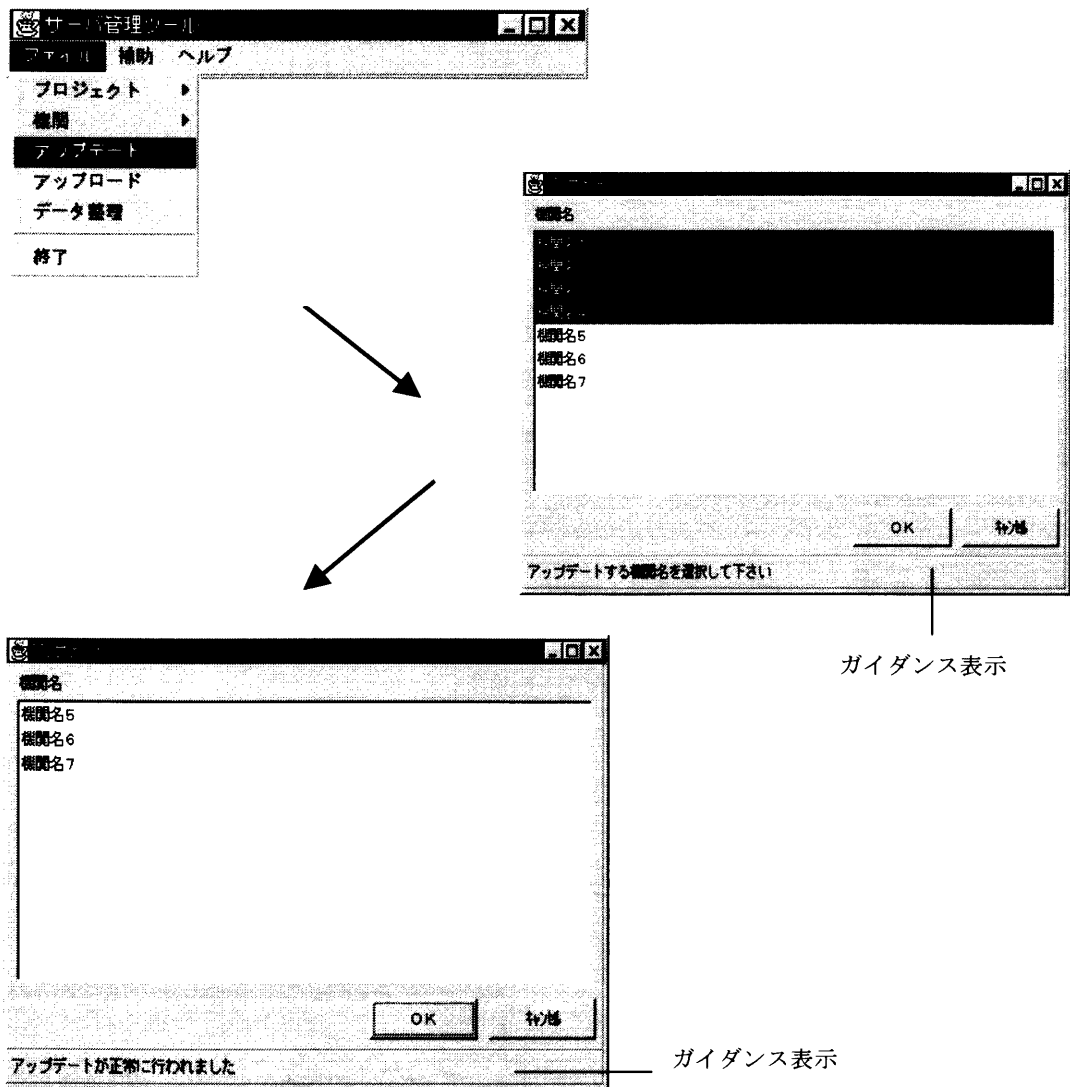 サーバ管理ツール
ファイル 補助 ヘルプ
プロジェクト
機関
アップデート
アップロード
データ整理
終了
機関名
機関名5
機関名6
機関名7
OK キャンセル
アップデートする機関名を選択して下さい
ガイダンス表示
機関名
機関名5
機関名6
機関名7
OK キャンセル
アップデートが正常に行われました
ガイダンス表示